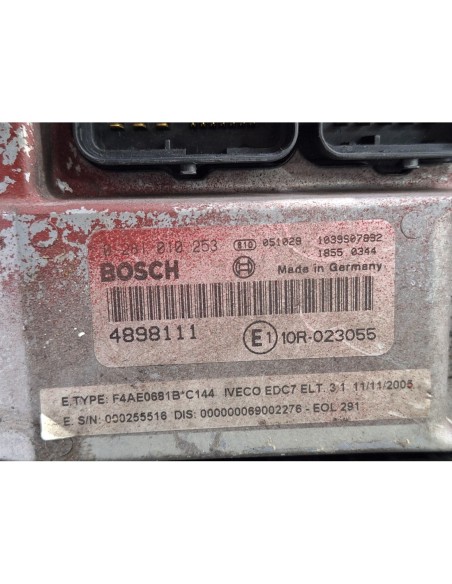 0 281 010 253 610 051028 1039S07892
1855 0344
BOSCH Made in Germany
4898111 E1 10R-023055
E.TYPE: F4AE0681B*C144 IVECO EDC7 ELT. 3.1 11/11/2005
E. S/N: 000255516 DIS: 000000069002276 - EOL 291